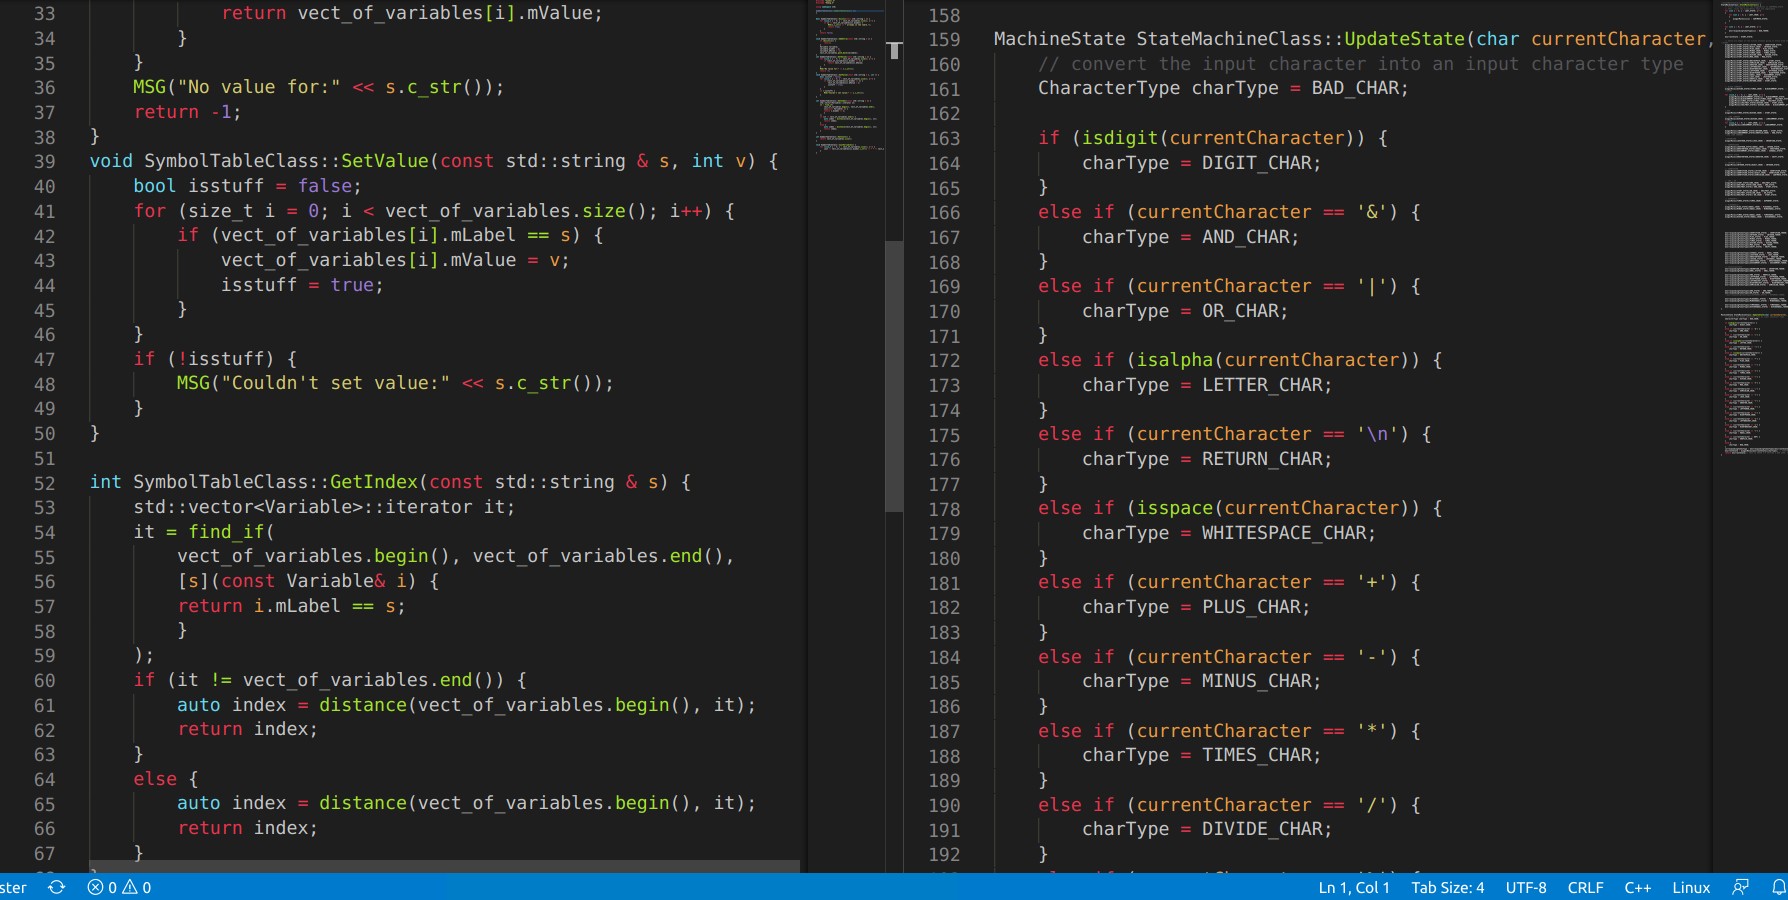 33 return vect_of_variables[i].mValue;
34 }
35 }
36 MSG("No value for:" << s.c_str());
37 return -1;
38 }
39 void SymbolTableClass::SetValue(const std::string & s, int v) {
40 bool isstuff = false;
41 for (size_t i = 0; i < vect_of_variables.size(); i++) {
42 if (vect_of_variables[i].mLabel == s) {
43 vect_of_variables[i].mValue = v;
44 isstuff = true;
45 }
46 }
47 if (!isstuff) {
48 MSG("Couldn't set value:" << s.c_str());
49 }
50 }
51
52 int SymbolTableClass::GetIndex(const std::string & s) {
53 std::vector<Variable>::iterator it;
54 it = find_if(
55 vect_of_variables.begin(), vect_of_variables.end(),
56 [s](const Variable& i) {
57 return i.mLabel == s;
58 }
59 );
60 if (it != vect_of_variables.end()) {
61 auto index = distance(vect_of_variables.begin(), it);
62 return index;
63 }
64 else {
65 auto index = distance(vect_of_variables.begin(), it);
66 return index;
67 }
158
159 MachineState StateMachineClass::UpdateState(char currentCharacter,
160 // convert the input character into an input character type
161 CharacterType charType = BAD_CHAR;
162
163 if (isdigit(currentCharacter)) {
164 charType = DIGIT_CHAR;
165 }
166 else if (currentCharacter == '&') {
167 charType = AND_CHAR;
168 }
169 else if (currentCharacter == '|') {
170 charType = OR_CHAR;
171 }
172 else if (isalpha(currentCharacter)) {
173 charType = LETTER_CHAR;
174 }
175 else if (currentCharacter == '\n') {
176 charType = RETURN_CHAR;
177 }
178 else if (isspace(currentCharacter)) {
179 charType = WHITESPACE_CHAR;
180 }
181 else if (currentCharacter == '+') {
182 charType = PLUS_CHAR;
183 }
184 else if (currentCharacter == '-') {
185 charType = MINUS_CHAR;
186 }
187 else if (currentCharacter == '*') {
188 charType = TIMES_CHAR;
189 }
190 else if (currentCharacter == '/') {
191 charType = DIVIDE_CHAR;
192 }
ster 0 0 Ln 1, Col 1 Tab Size: 4 UTF-8 CRLF C++ Linux